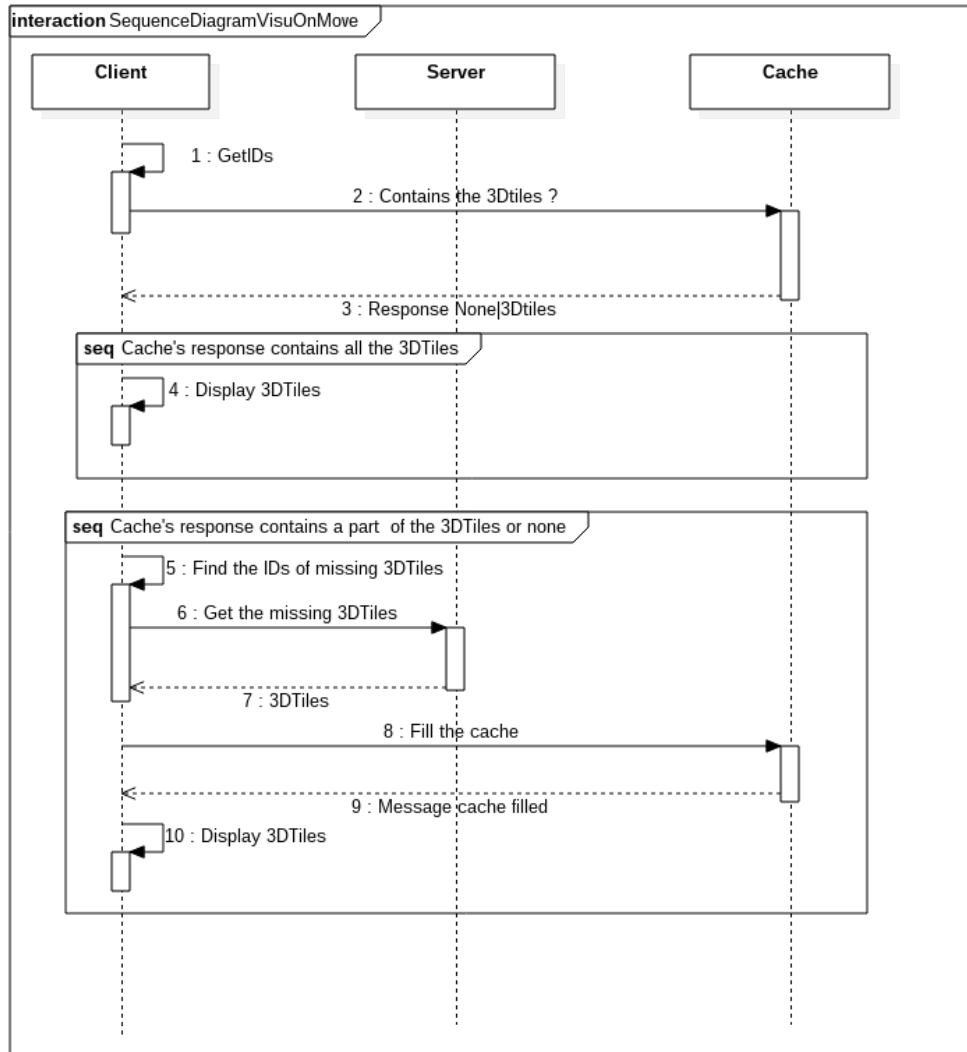 interaction SequenceDiagramVisuOnMove
Client
Server
Cache
1 : GetIDs
2 : Contains the 3Dtiles ?
3 : Response None|3Dtiles
seq Cache's response contains all the 3DTiles
4 : Display 3DTiles
seq Cache's response contains a part of the 3DTiles or none
5 : Find the IDs of missing 3DTiles
6 : Get the missing 3DTiles
7 : 3DTiles
8 : Fill the cache
9 : Message cache filled
10 : Display 3DTiles